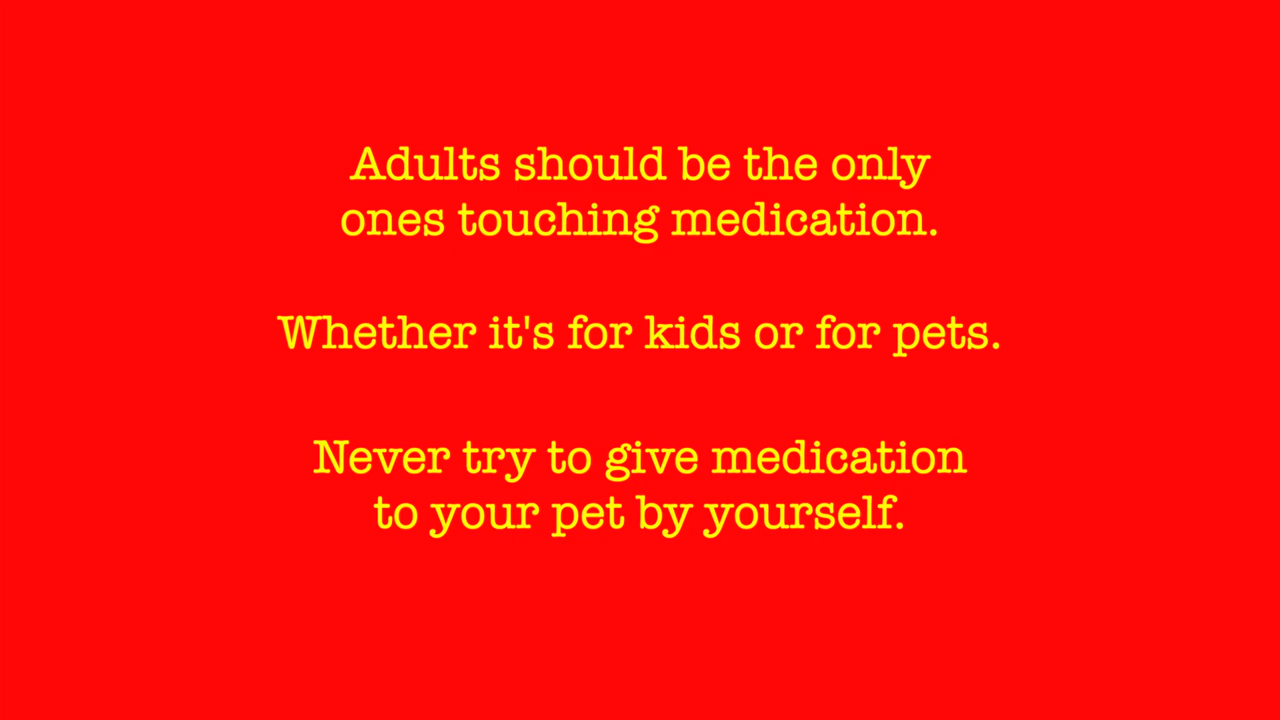 Adults should be the only
ones touching medication.
Whether it's for kids or for pets.
Never try to give medication
to your pet by yourself.